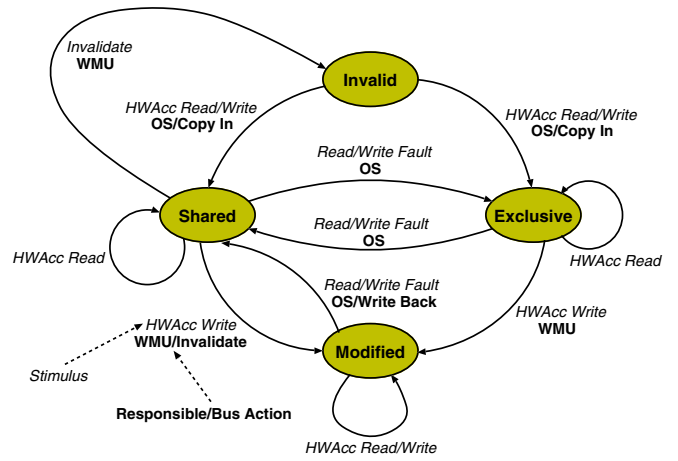 Invalidate
WMU
Invalid
HWAcc Read/Write
OS/Copy In
HWAcc Read/Write
OS/Copy In
Read/Write Fault
OS
Shared
Exclusive
Read/Write Fault
OS
HWAcc Read
HWAcc Read
Read/Write Fault
OS/Write Back
HWAcc Write
WMU
HWAcc Write
WMU/Invalidate
Modified
Stimulus
Responsible/Bus Action
HWAcc Read/Write